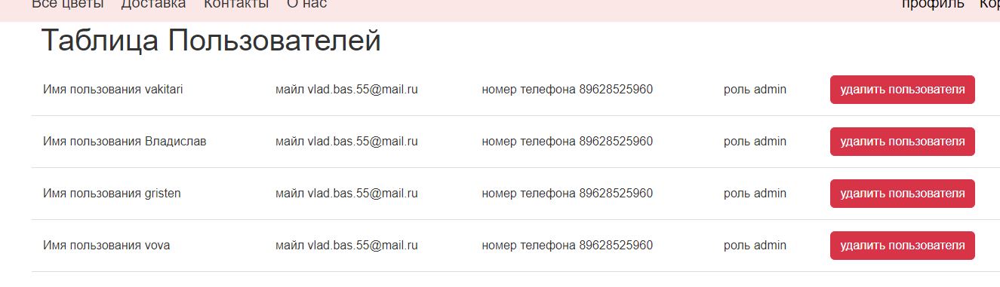 Все цветы Доставка Контакты О нас профиль Кор
Таблица Пользователей
Имя пользования vakitari майл vlad.bas.55@mail.ru номер телефона 89628525960 роль admin удалить пользователя
Имя пользования Владислав майл vlad.bas.55@mail.ru номер телефона 89628525960 роль admin удалить пользователя
Имя пользования gristen майл vlad.bas.55@mail.ru номер телефона 89628525960 роль admin удалить пользователя
Имя пользования vova майл vlad.bas.55@mail.ru номер телефона 89628525960 роль admin удалить пользователя